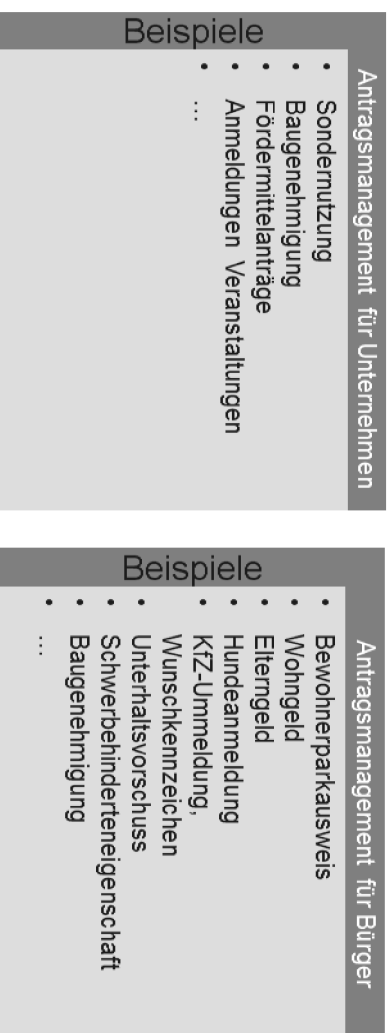 Antragsmanagement für Unternehmen
Beispiele
• Sondernutzung
• Baugenehmigung
• Fördermittelanträge
• Anmeldungen Veranstaltungen
• …
Antragsmanagement für Bürger
Beispiele
• Bewohnerparkausweis
• Wohngeld
• Elterngeld
• Hundeanmeldung
• KfZ-Ummeldung,
Wunschkennzeichen
• Unterhaltsvorschuss
• Schwerbehinderteneigenschaft
• Baugenehmigung
• …